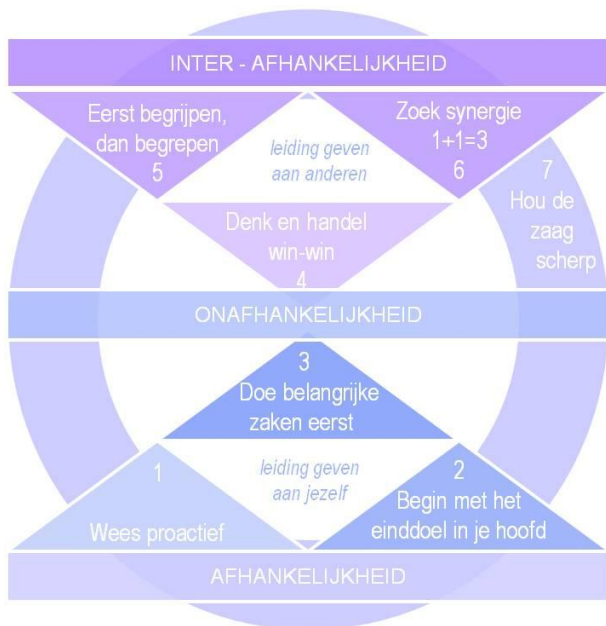 INTER - AFHANKELIJKHEID
Eerst begrijpen,
dan begrepen
5
Zoek synergie
1+1=3
6
leiding geven
aan anderen
7
Hou de
zaag
scherp
Denk en handel
win-win
4
ONAFHANKELIJKHEID
3
Doe belangrijke
zaken eerst
1
Wees proactief
leiding geven
aan jezelf
2
Begin met het
einddoel in je hoofd
AFHANKELIJKHEID